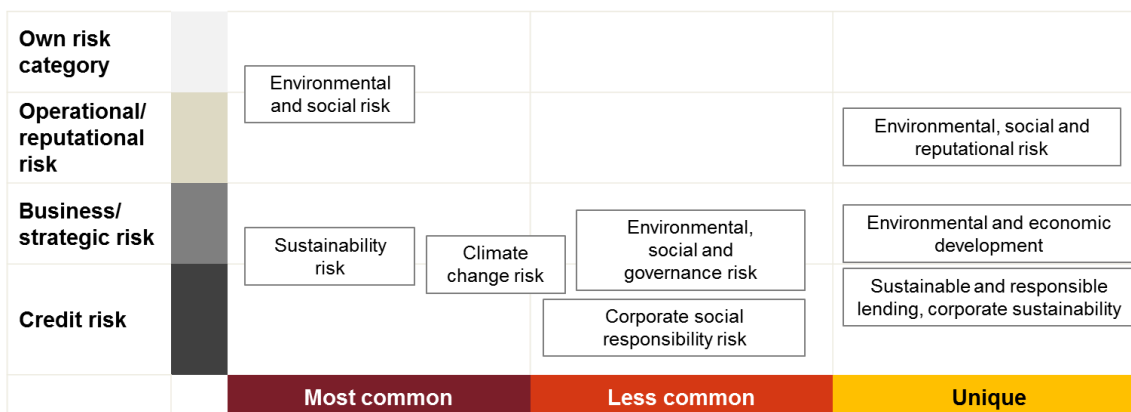 Own risk
category
Environmental
and social risk
Operational/
reputational
risk
Environmental, social and
reputational risk
Business/
strategic risk
Sustainability
risk
Climate
change risk
Environmental,
social and
governance risk
Environmental and economic
development
Credit risk
Corporate social
responsibility risk
Sustainable and responsible
lending, corporate sustainability
Most common
Less common
Unique